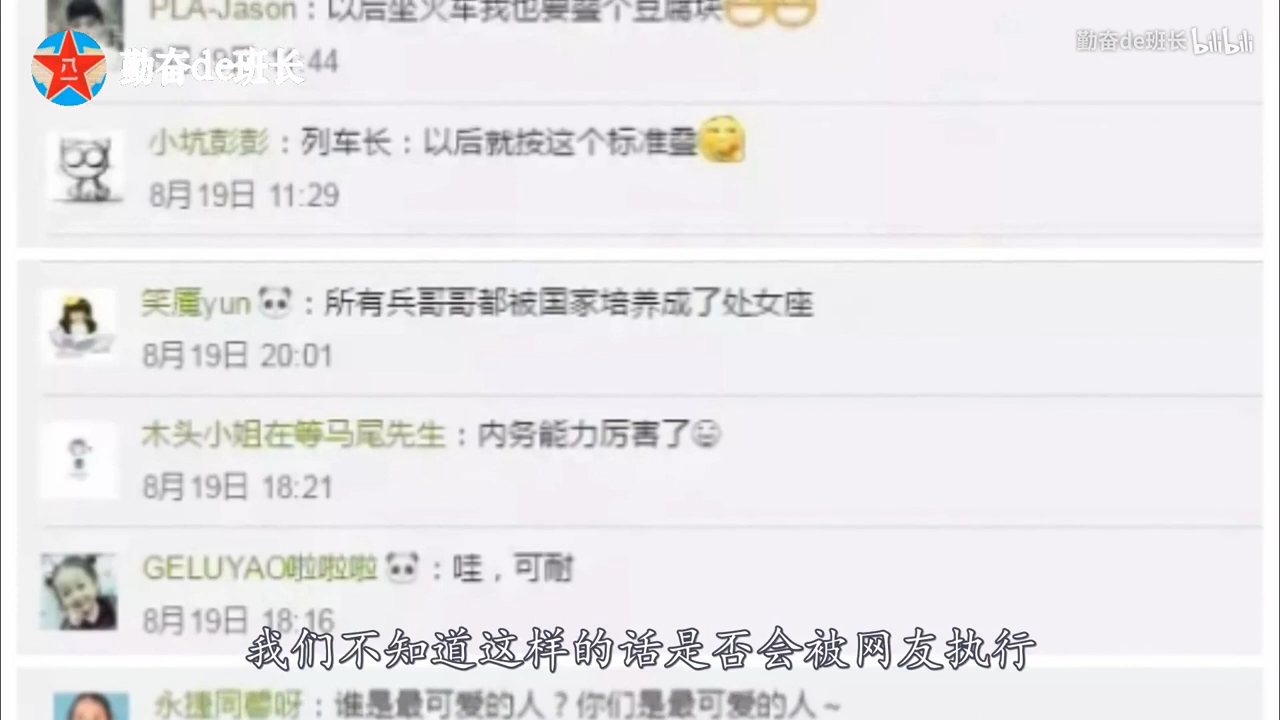 PLA-Jason：以后坐火车我也要叠个豆腐块
勤奋de班长
勤奋de班长 bilibili
小坑彭彭：列车长：以后就按这个标准叠
8月19日 11:29
笑厣yun：所有兵哥哥都被国家培养成了处女座
8月19日 20:01
木头小姐在等马尾先生：内务能力厉害了
8月19日 18:21
GELUYAO啦啦啦：哇，可耐
8月19日 18:16
我们不知道这样的话是否会被网友执行
永捷同馨呀：谁是最可爱的人？你们是最可爱的人~